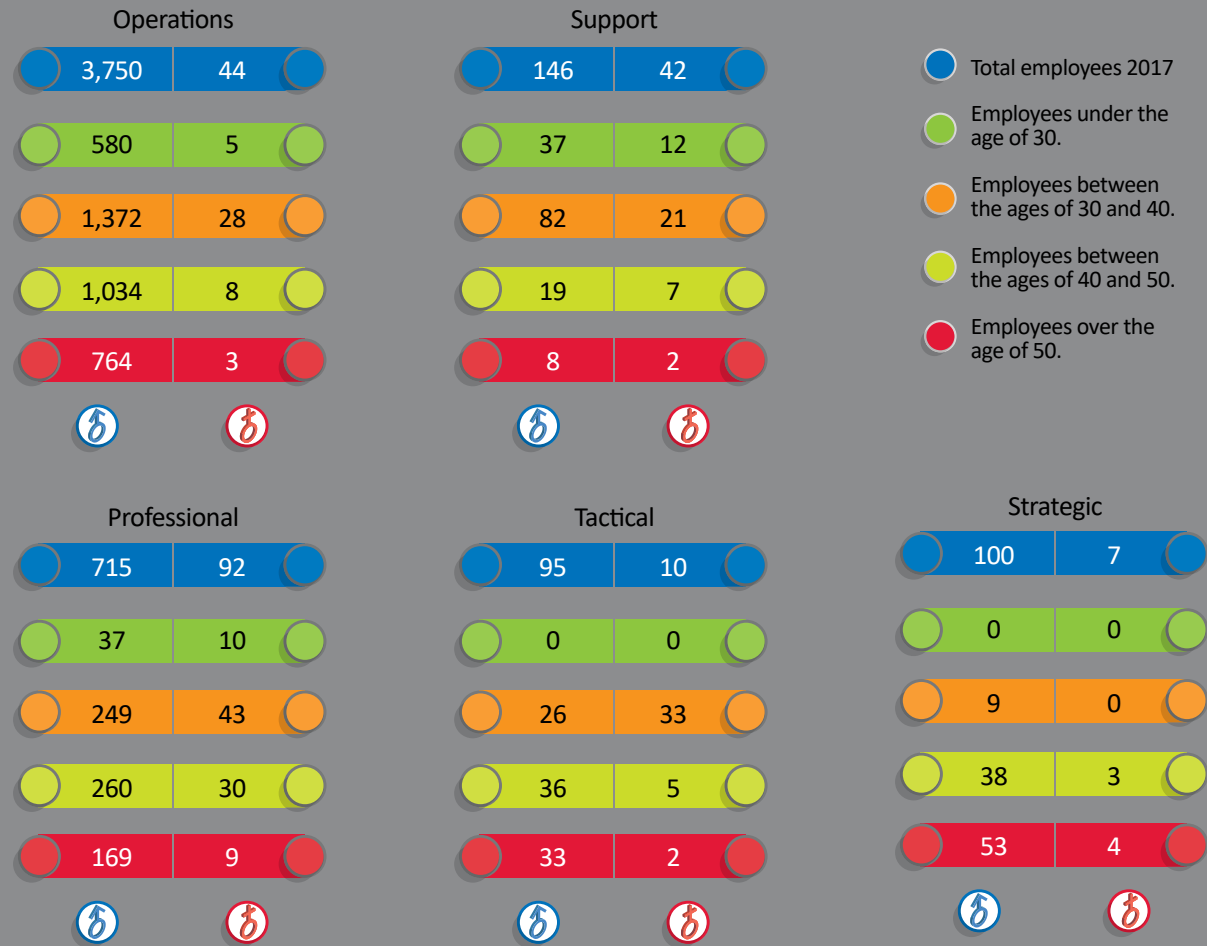 Operations
3,750 44
580 5
1,372 28
1,034 8
764 3
Support
146 42
37 12
82 21
19 7
8 2
Total employees 2017
Employees under the
age of 30.
Employees between
the ages of 30 and 40.
Employees between
the ages of 40 and 50.
Employees over the
age of 50.
Professional
715 92
37 10
249 43
260 30
169 9
Tactical
95 10
0 0
26 33
36 5
33 2
Strategic
100 7
0 0
9 0
38 3
53 4